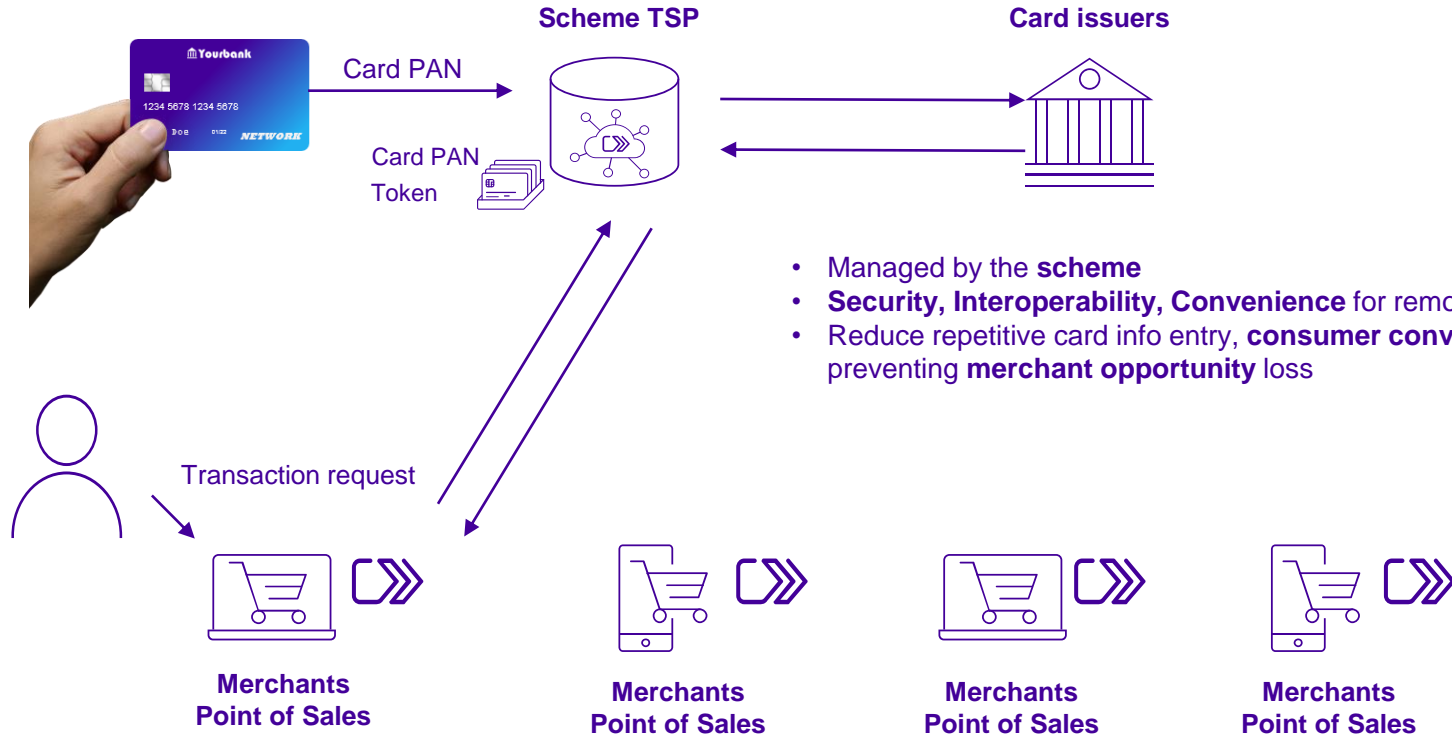 Scheme TSP
Card issuers
Yourbank
1234 5678 1234 5678
Doe 01/22 NETWORK
Card PAN
Card PAN
Token
• Managed by the scheme
• Security, Interoperability, Convenience for
• Reduce repetitive card info entry, consumer
preventing merchant opportunity loss
Transaction request
Merchants
Point of Sales
Merchants
Point of Sales
Merchants
Point of Sales
Merchants
Point of Sales